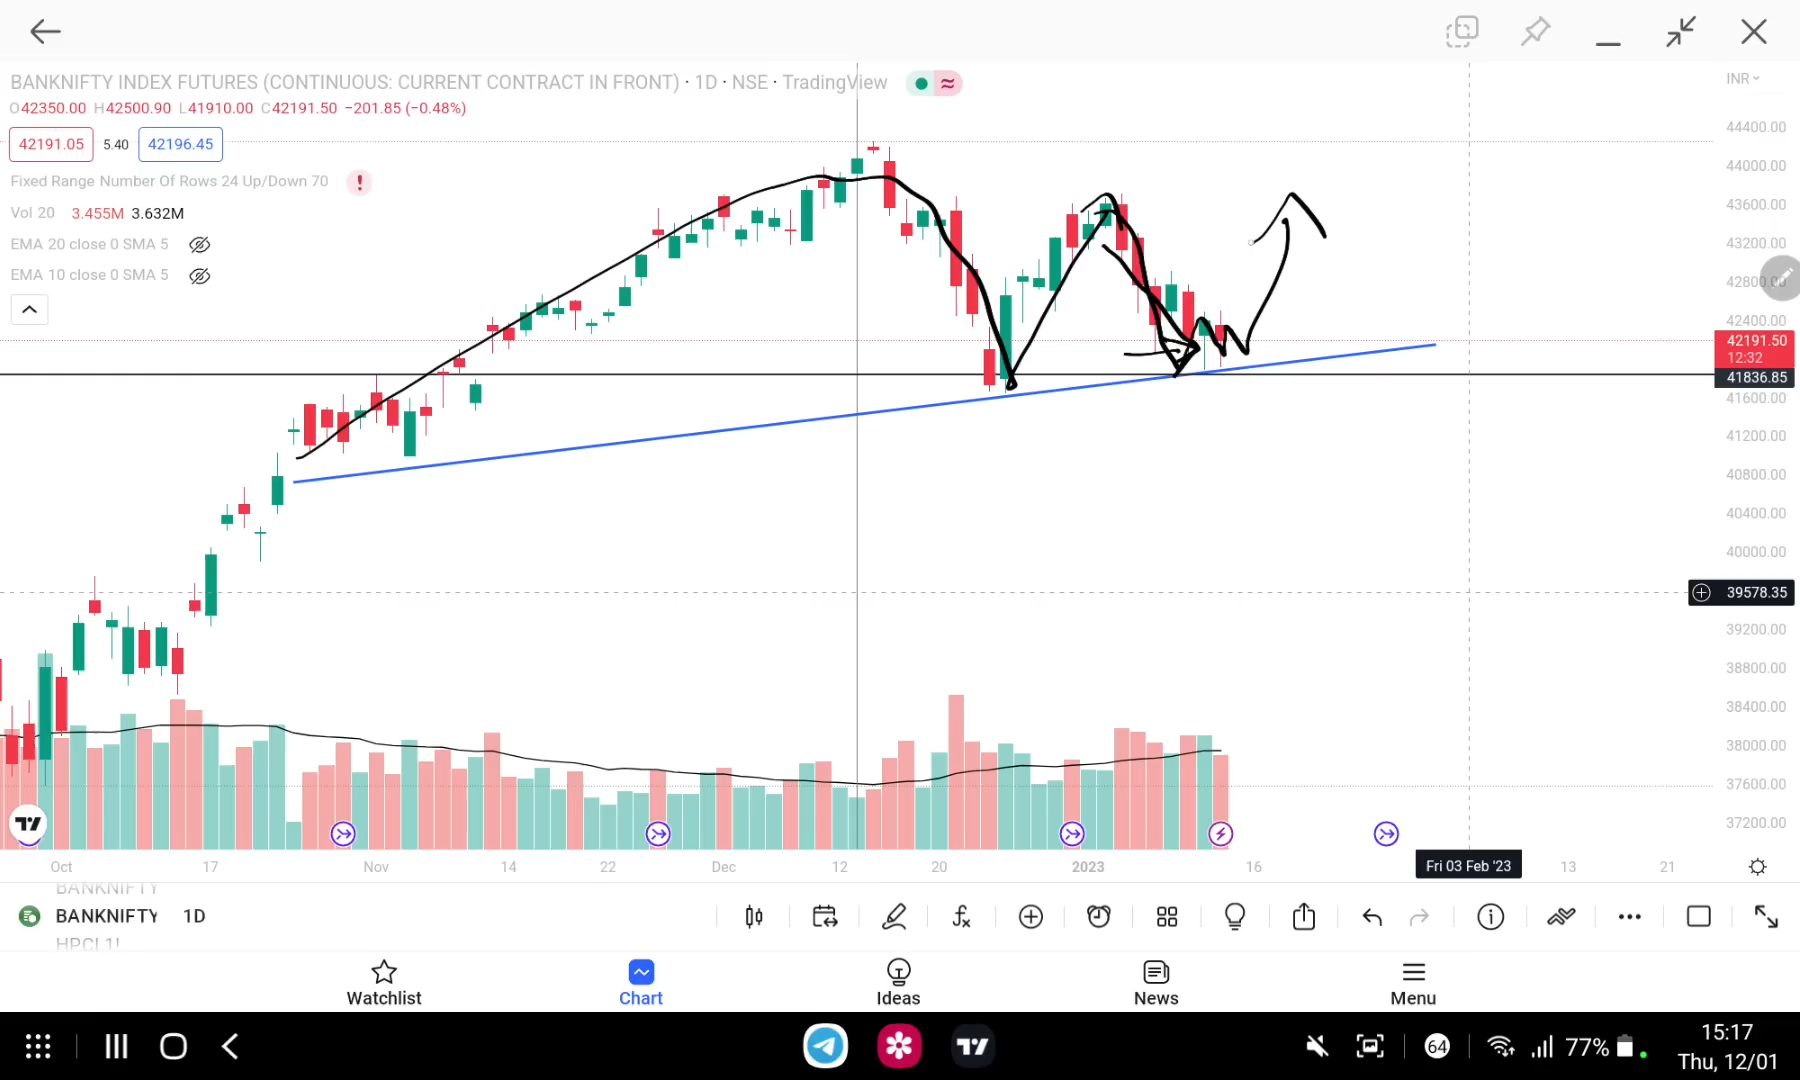 BANKNIFTY INDEX FUTURES (CONTINUOUS: CURRENT CONTRACT IN FRONT) · 1D · NSE · TradingView
INR
O42350.00 H42500.90 L41910.00 C42191.50 −201.85 (−0.48%)
42191.05 5.40 42196.45
Fixed Range Number Of Rows 24 Up/Down 70 !
Vol 20 3.455M 3.632M
EMA 20 close 0 SMA 5
EMA 10 close 0 SMA 5
44400.00
44000.00
43600.00
43200.00
42800.00
42400.00
42191.50
12:32
41836.85
41600.00
41200.00
40800.00
40400.00
40000.00
39578.35
39200.00
38800.00
38400.00
38000.00
37600.00
37200.00
Oct 17 Nov 14 22 Dec 12 20 2023 16 Fri 03 Feb '23 13 21
BANKNIFTY
BANKNIFTY 1D
HPCL1!
Watchlist Chart Ideas News Menu
64 77% 15:17
Thu, 12/01